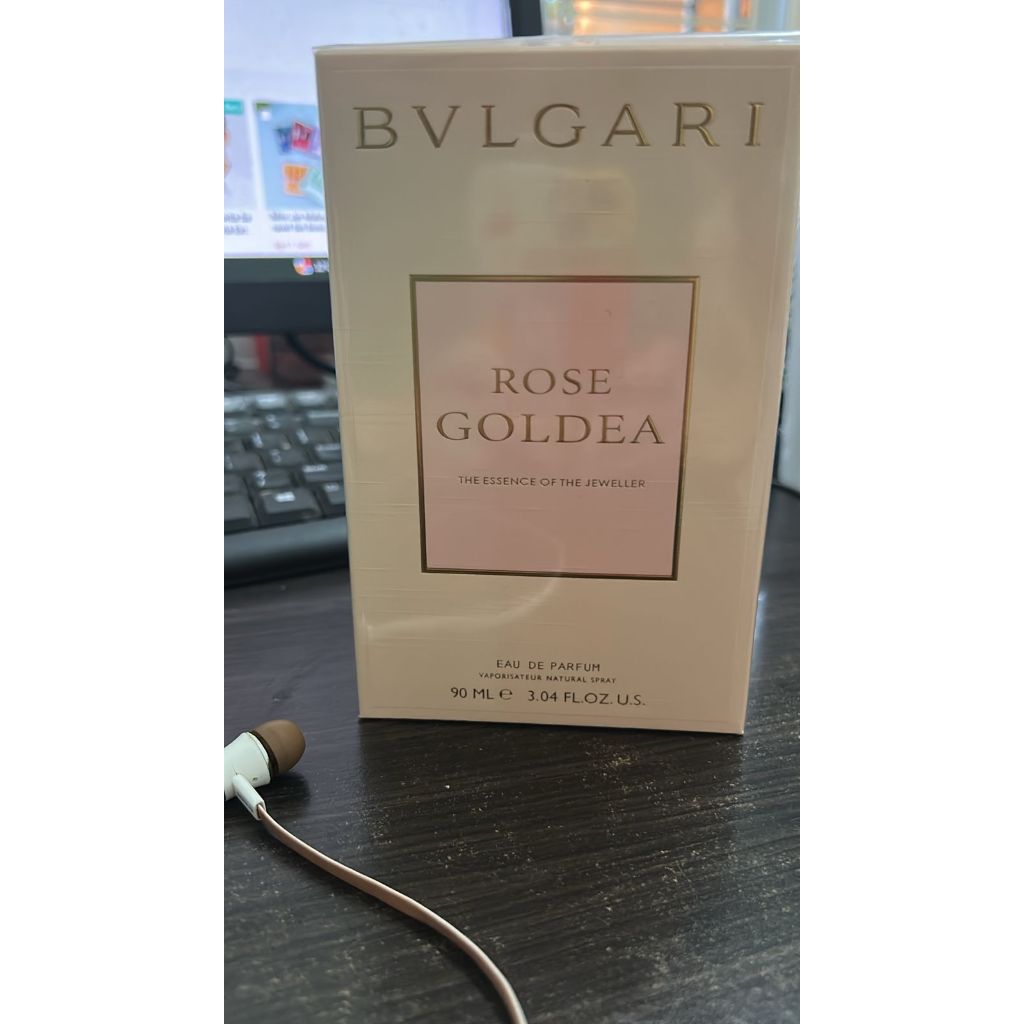 BVLGARI
ROSE
GOLDEA
THE ESSENCE OF THE JEWELLER
EAU DE PARFUM
VAPORISATEUR NATURAL SPRAY
90 ML ℮ 3.04 FL.OZ. U.S.